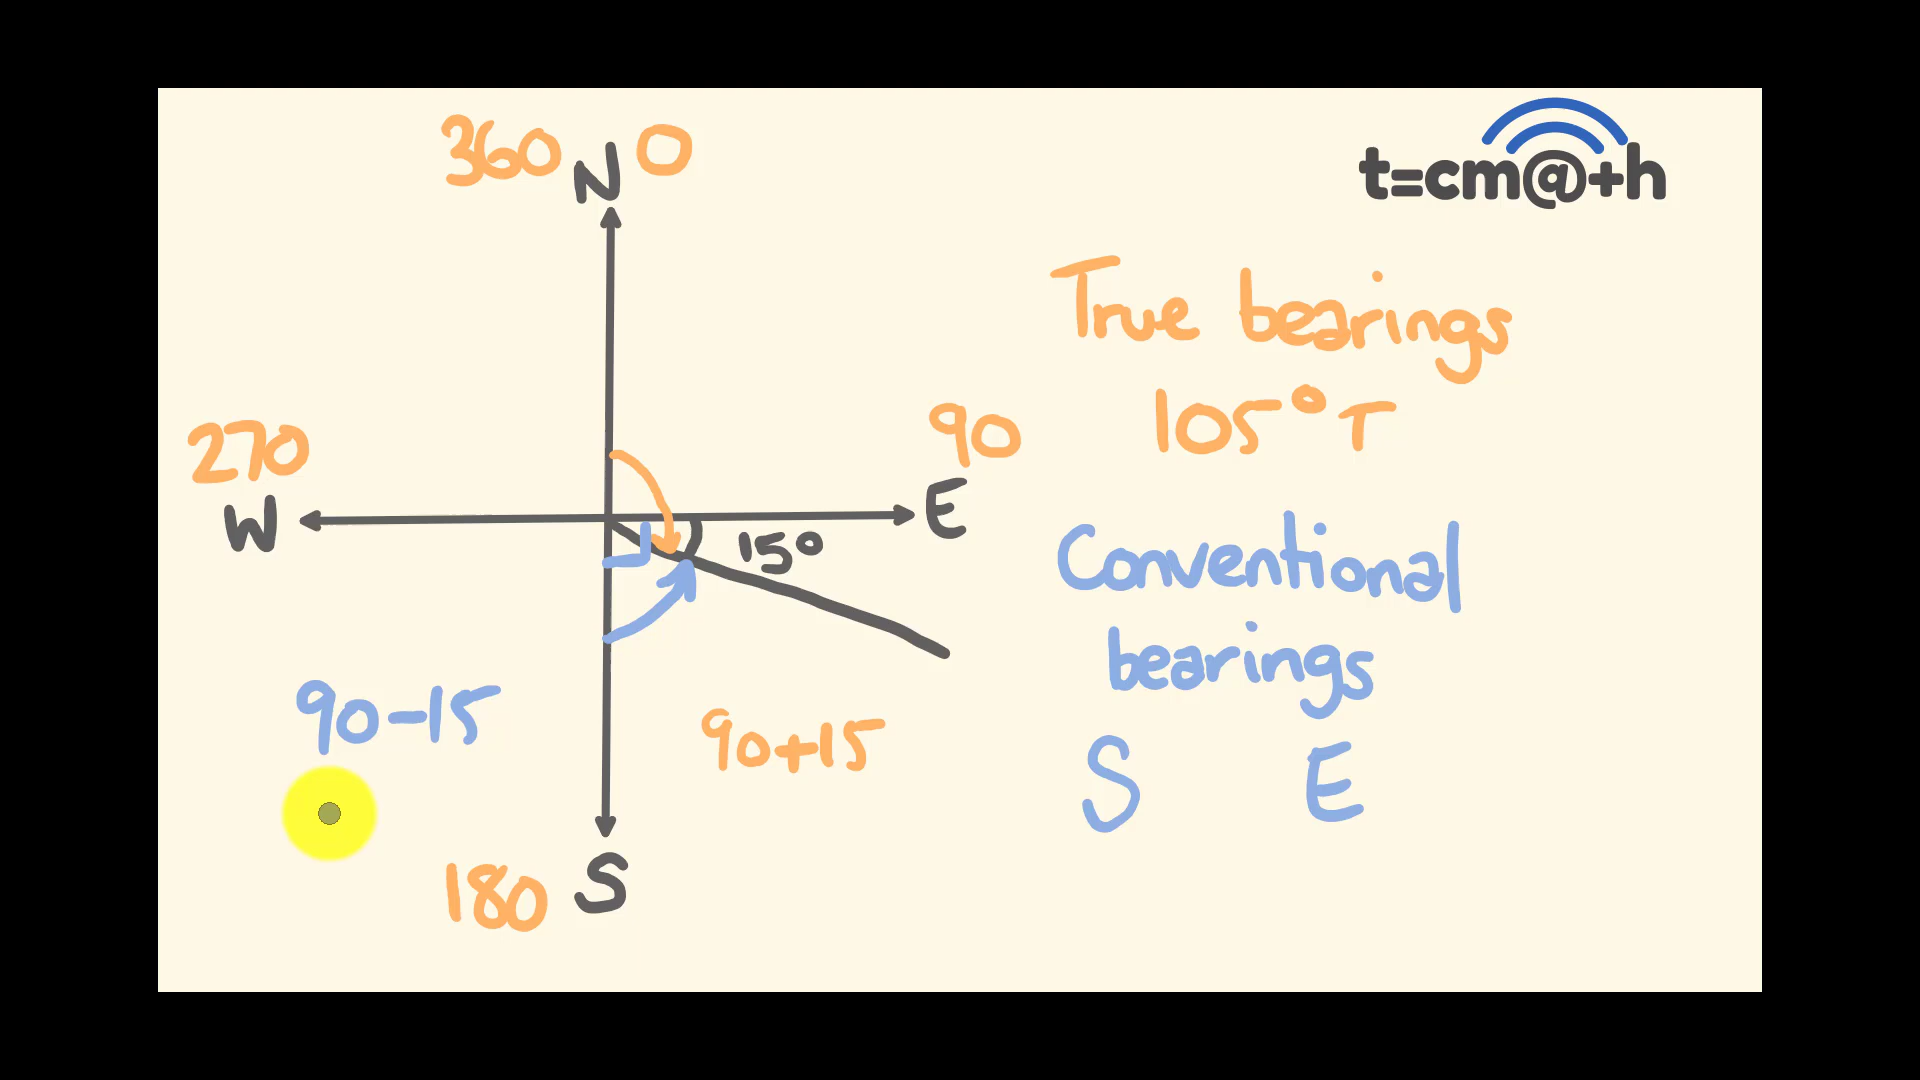 t=cm@+h
360 N 0
True bearings
105° T
270
W
90
E
15°
Conventional
bearings
S E
90-15
90+15
180 S